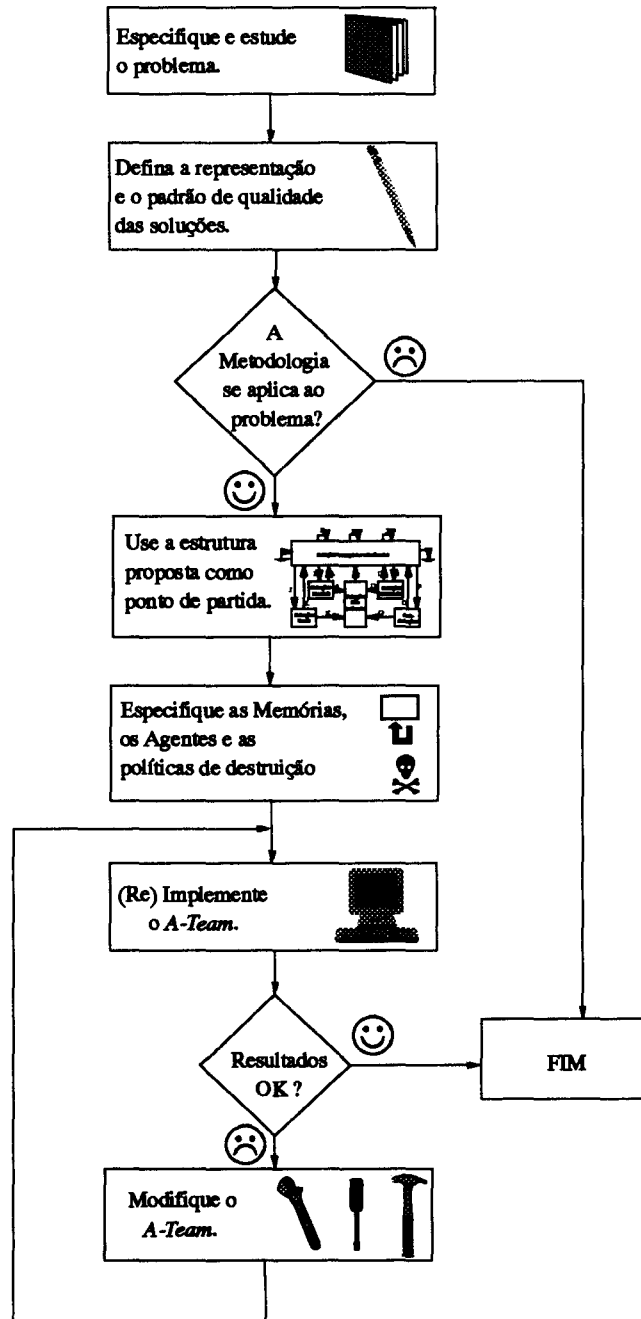 Especifique e estude
o problema.
Defina a representação
e o padrão de qualidade
das soluções.
A
Metodologia
se aplica ao
problema?
Use a estrutura
proposta como
ponto de partida.
Especifique as Memórias,
os Agentes e as
políticas de destruição
(Re) Implemente
o A-Team.
Resultados
OK ?
FIM
Modifique o
A-Team.